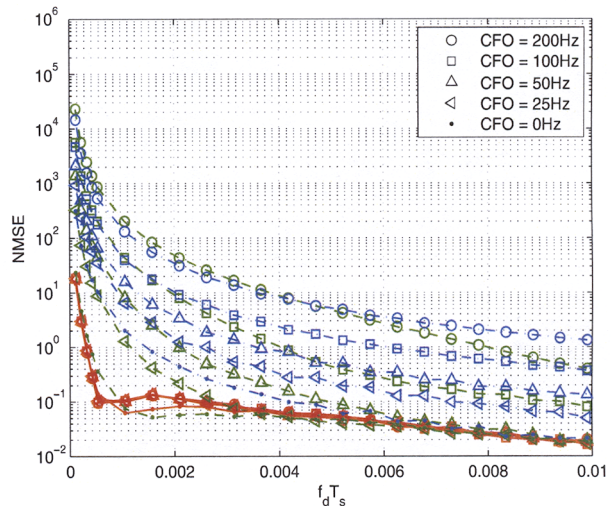 10^6
10^5
10^4
10^3
10^2
10^1
10^0
10^-1
10^-2
NMSE
CFO = 200Hz
CFO = 100Hz
CFO = 50Hz
CFO = 25Hz
CFO = 0Hz
0
0.002
0.004
0.006
0.008
0.01
f_dT_s